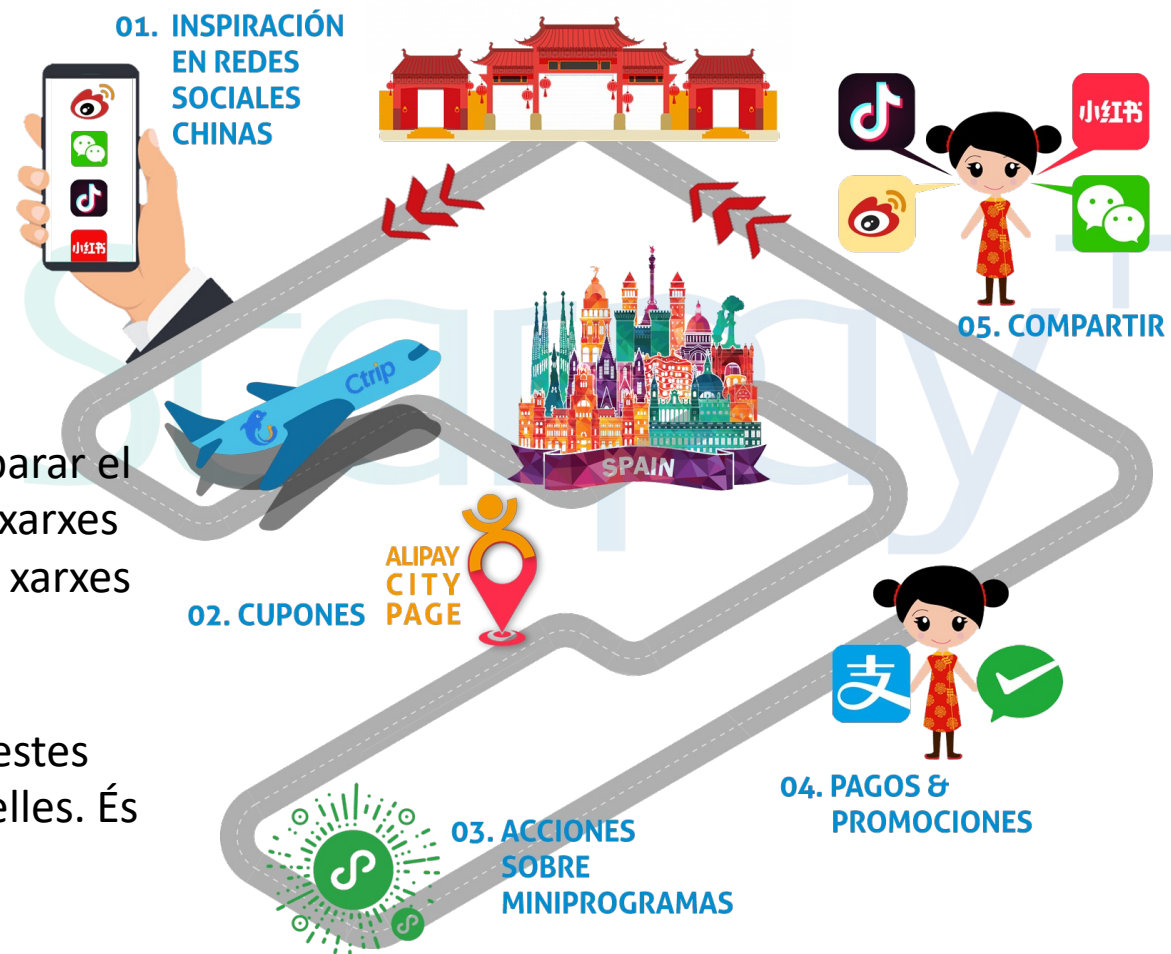 01. INSPIRACIÓN
EN REDES
SOCIALES
CHINAS
小红书
小红书
05. COMPARTIR
Ctrip
SPAIN
parar el
xarxes
xarxes
ALIPAY
CITY
PAGE
02. CUPONES
支
04. PAGOS &
PROMOCIONES
estes
elles. És
03. ACCIONES
SOBRE
MINIPROGRAMAS